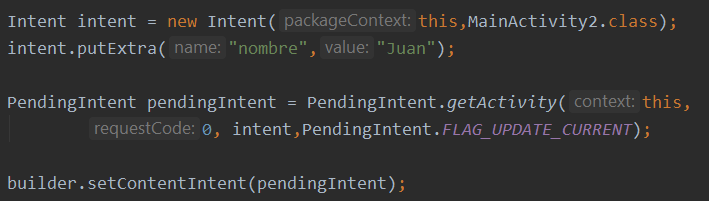 Intent intent = new Intent( packageContext: this,MainActivity2.class);
intent.putExtra( name: "nombre", value: "Juan");
PendingIntent pendingIntent = PendingIntent.getActivity( context: this,
requestCode: 0, intent,PendingIntent.FLAG_UPDATE_CURRENT);
builder.setContentIntent(pendingIntent);